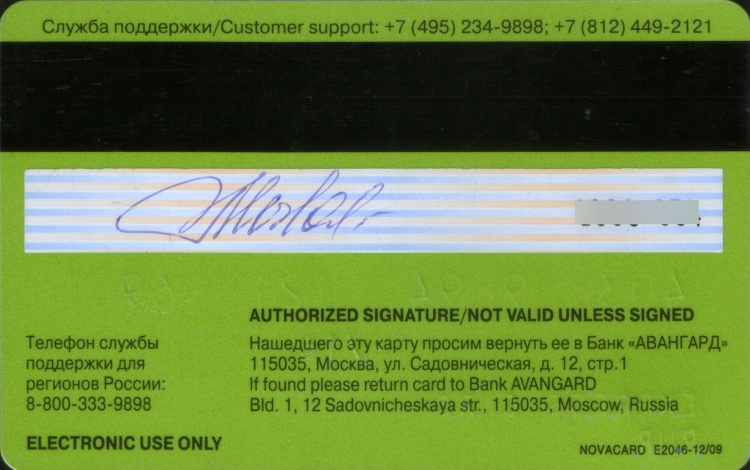 Служба поддержки/Customer support: +7 (495) 234-9898; +7 (812) 449-2121
AUTHORIZED SIGNATURE/NOT VALID UNLESS SIGNED
Телефон службы
поддержки для
регионов России:
8-800-333-9898
Нашедшего эту карту просим вернуть ее в Банк «АВАНГАРД»
115035, Москва, ул. Садовническая, д. 12, стр.1
If found please return card to Bank AVANGARD
Bld. 1, 12 Sadovnicheskaya str., 115035, Moscow, Russia
ELECTRONIC USE ONLY
NOVACARD E2046-12/09